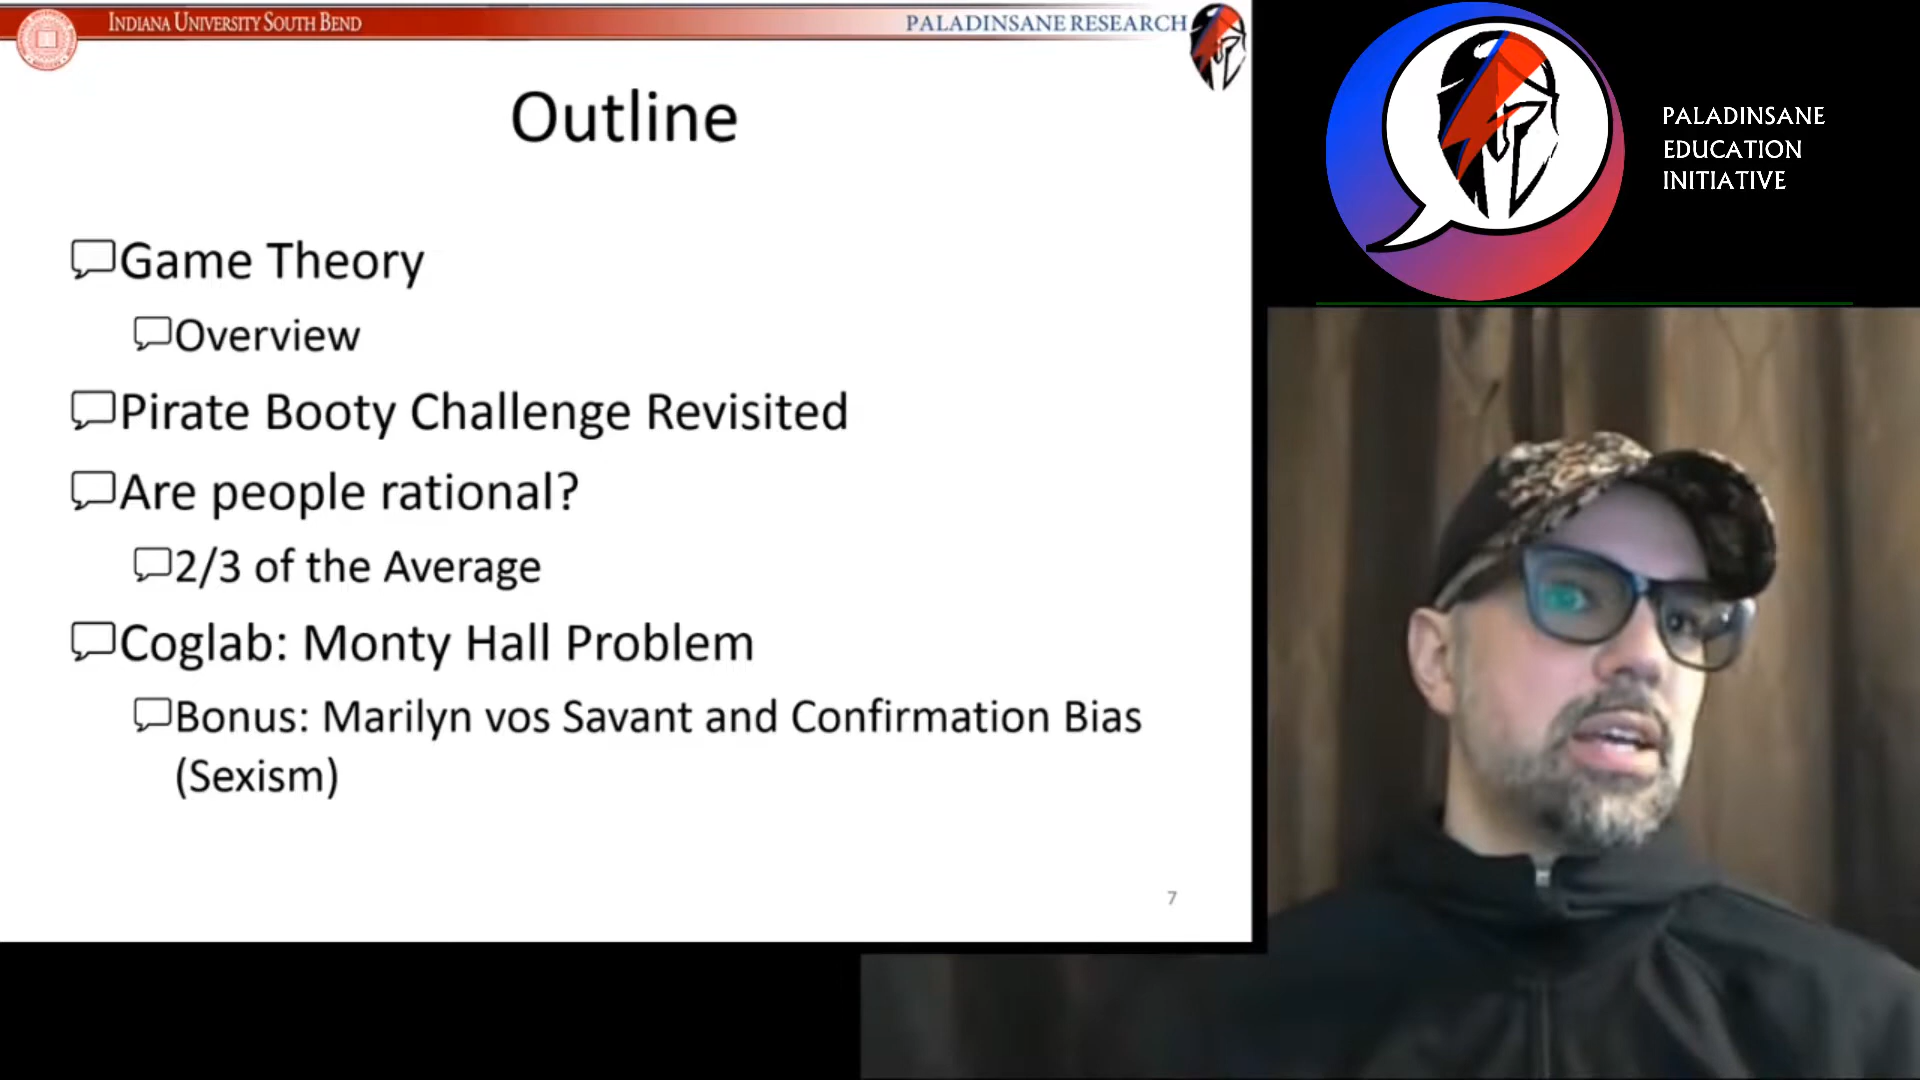 INDIANA UNIVERSITY SOUTH BEND
PALADINSANE RESEARCH
Outline
Game Theory
Overview
Pirate Booty Challenge Revisited
Are people rational?
2/3 of the Average
Coglab: Monty Hall Problem
Bonus: Marilyn vos Savant and Confirmation Bias
(Sexism)
7
PALADINSANE
EDUCATION
INITIATIVE